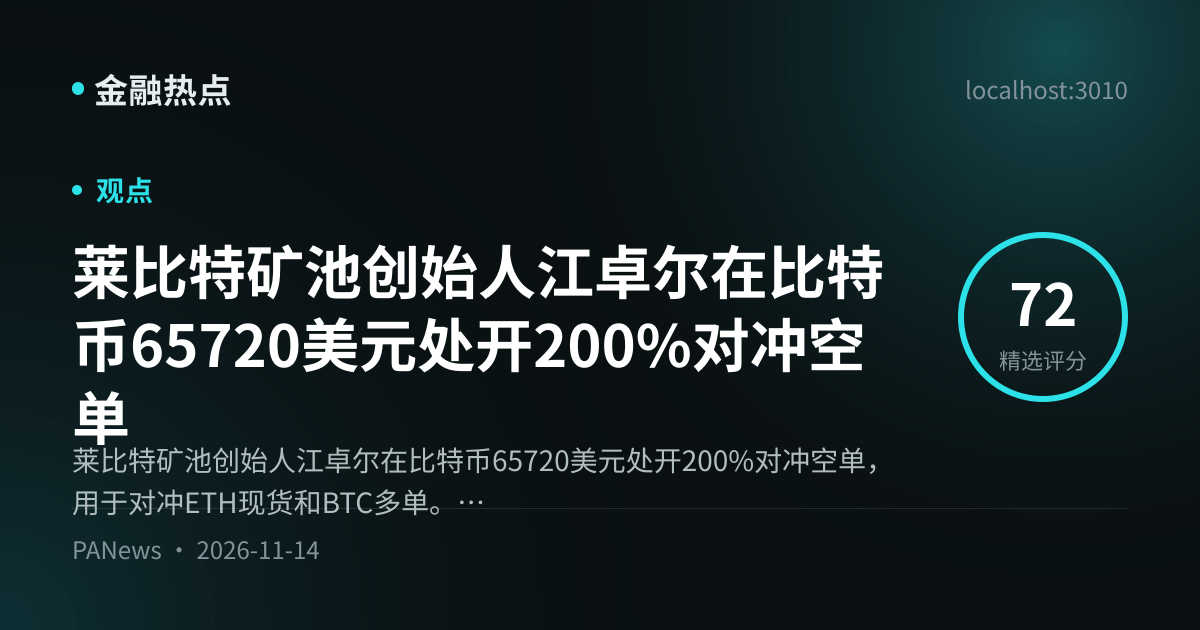 金融热点
localhost:3010
观点
莱比特矿池创始人江卓尔在比特
币65720美元处开200%对冲空
单
72
精选评分
莱比特矿池创始人江卓尔在比特币65720美元处开200%对冲空单，
用于对冲ETH现货和BTC多单。…
PANews • 2026-11-14